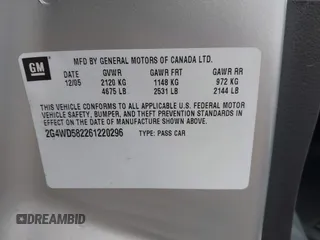 GM
MFD BY GENERAL MOTORS OF CANADA LTD.
DATE GVWR GAWR FRT GAWR RR
12/05 2120 KG 1148 KG 972 KG
4675 LB 2531 LB 2144 LB
THIS VEHICLE CONFORMS TO ALL APPLICABLE U.S. FEDERAL MOTOR
VEHICLE SAFETY, BUMPER, AND THEFT PREVENTION STANDARDS IN
EFFECT ON THE DATE OF MANUFACTURE SHOWN ABOVE.
2G4WD582261220296 TYPE: PASS CAR
DREAMBID